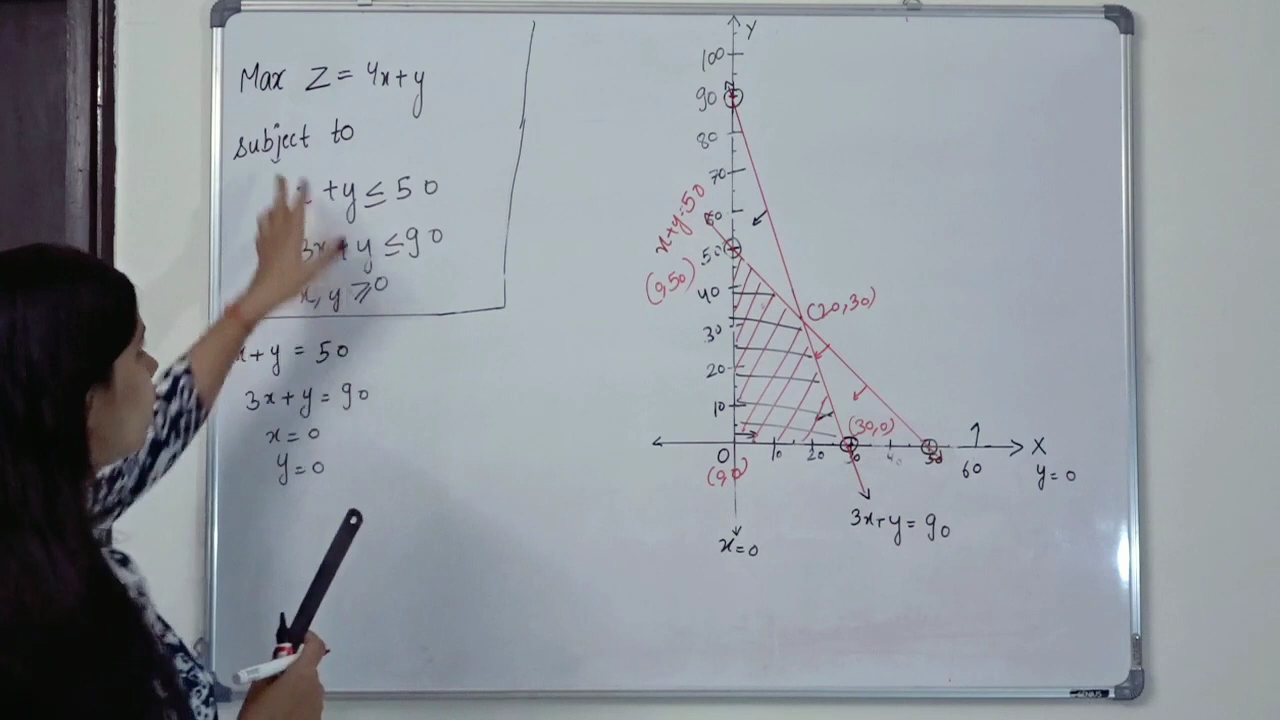 Max Z = 4x+y
subject to
x + y ≤ 50
3x + y ≤ 90
x, y ≥ 0
x + y = 50
3x + y = 90
x = 0
y = 0
Y
100
90
80
70
60
50
40
30
20
10
0
x+y=50
(0,50)
(20,30)
(30,0)
(0,0)
10 20 30 40 50 60
X
y = 0
3x+y = 90
x = 0
GENIUS